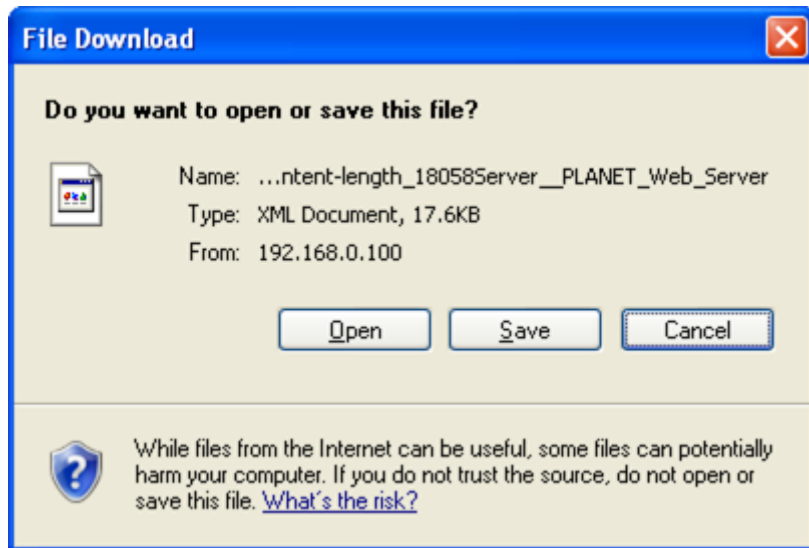 File Download
Do you want to open or save this file?
Name: ...ntent-length_18058Server__PLANET_Web_Server
Type: XML Document, 17.6KB
From: 192.168.0.100
Open Save Cancel
While files from the Internet can be useful, some files can potentially
harm your computer. If you do not trust the source, do not open or
save this file. What's the risk?